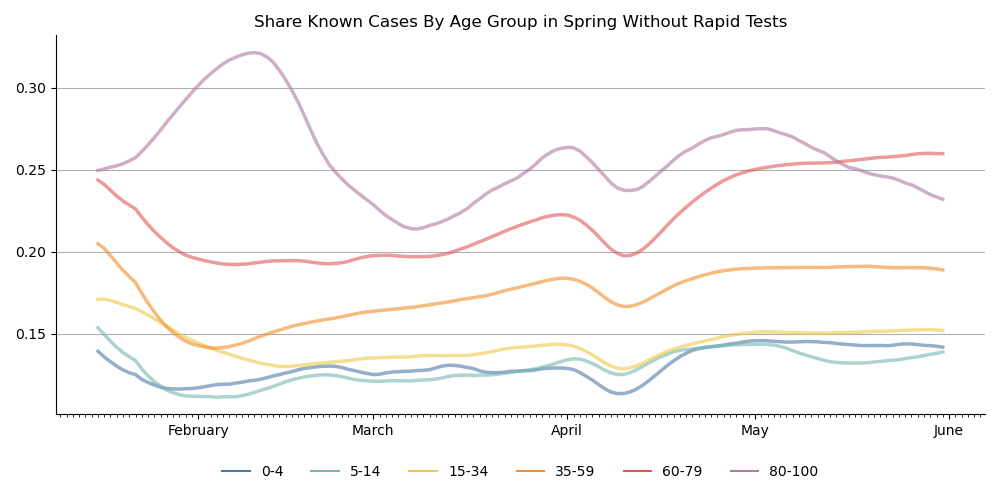 Share Known Cases By Age Group in Spring Without Rapid Tests
0.30
0.25
0.20
0.15
February March April May June
0-4 5-14 15-34 35-59 60-79 80-100